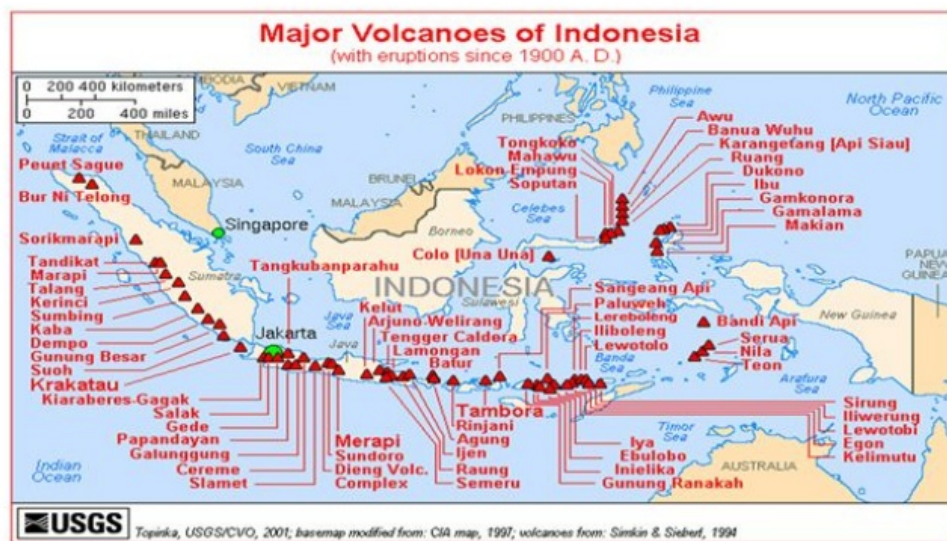 Major Volcanoes of Indonesia
(with eruptions since 1900 A. D.)
0 200 400 kilometers
0 200 400 miles
CAMBODIA
VIETNAM
THAILAND
Strait of
Malacca
South China
Sea
PHILIPPINES
Philippine
Sea
North Pacific
Ocean
MALAYSIA
BRUNEI
MALAYSIA
Borneo
Celebes
Sea
Singapore
Peuet Sague
Bur Ni Telong
Sorikmarapi
Tandikat
Marapi
Talang
Kerinci
Sumbing
Kaba
Dempo
Gunung Besar
Suoh
Krakatau
Kiaraberes-Gagak
Salak
Gede
Papandayan
Galunggung
Cereme
Slamet
Sumatra
Tangkubanparahu
Jakarta
Java
Sea
Java
INDONESIA
Sulawesi
Kelut
Arjuno Welirang
Tengger Caldera
Lamongan
Batur
Merapi
Sundoro
Dieng Volc.
Complex
Tambora
Rinjani
Agung
Ijen
Raung
Semeru
Tongkoko
Mahawu
Lokon Empung
Soputan
Colo [Una Una]
Awu
Banua Wuhu
Karangetang [Api Siau]
Ruang
Dukono
Ibu
Gamkonora
Gamalama
Makian
Sangeang Api
Paluweh
Lereboleng
Iliboleng
Lewotolo
Banda
Sea
Bandi Api
Serua
Nila
Teon
New Guinea
PAPUA
NEW
GUINEA
Arafura
Sea
Sirung
Iliwerung
Lewotobi
Egon
Kelimutu
Iya
Ebulobo
Inielika
Gunung Ranakah
Timor
Sea
AUSTRALIA
Indian
Ocean
USGS
Topinka, USGS/CVO, 2001; basemap modified from: CIA map, 1997; volcanoes from: Simkin & Siebert, 1994